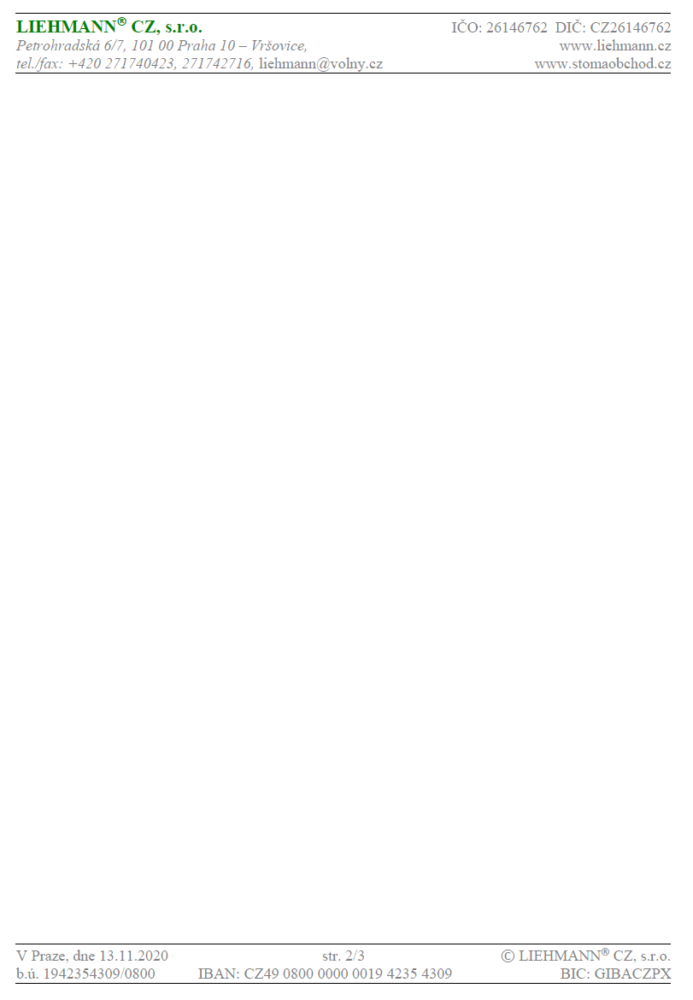 LIEHMANN® CZ, s.r.o. IČO: 26146762 DIČ: CZ26146762
Petrohradská 6/7, 101 00 Praha 10 – Vršovice, www.liehmann.cz
tel./fax: +420 271740423, 271742716, liehmann@volny.cz www.stomaobchod.cz
V Praze, dne 13.11.2020 str. 2/3 © LIEHMANN® CZ, s.r.o.
b.ú. 1942354309/0800 IBAN: CZ49 0800 0000 0019 4235 4309 BIC: GIBACZPX